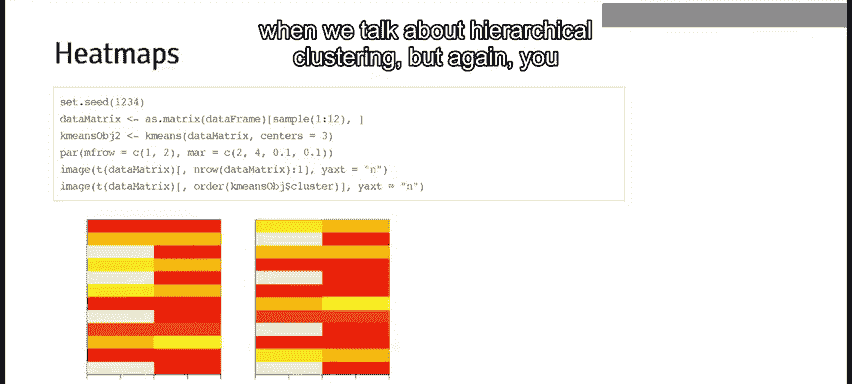 when we talk about hierarchical
clustering, but again, you
Heatmaps
set.seed(1234)
dataMatrix <- as.matrix(dataFrame)[sample(1:12), ]
kmeansObj2 <- kmeans(dataMatrix, centers = 3)
par(mfrow = c(1, 2), mar = c(2, 4, 0.1, 0.1))
image(t(dataMatrix)[, nrow(dataMatrix):1], yaxt = "n")
image(t(dataMatrix)[, order(kmeansObj$cluster)], yaxt = "n")